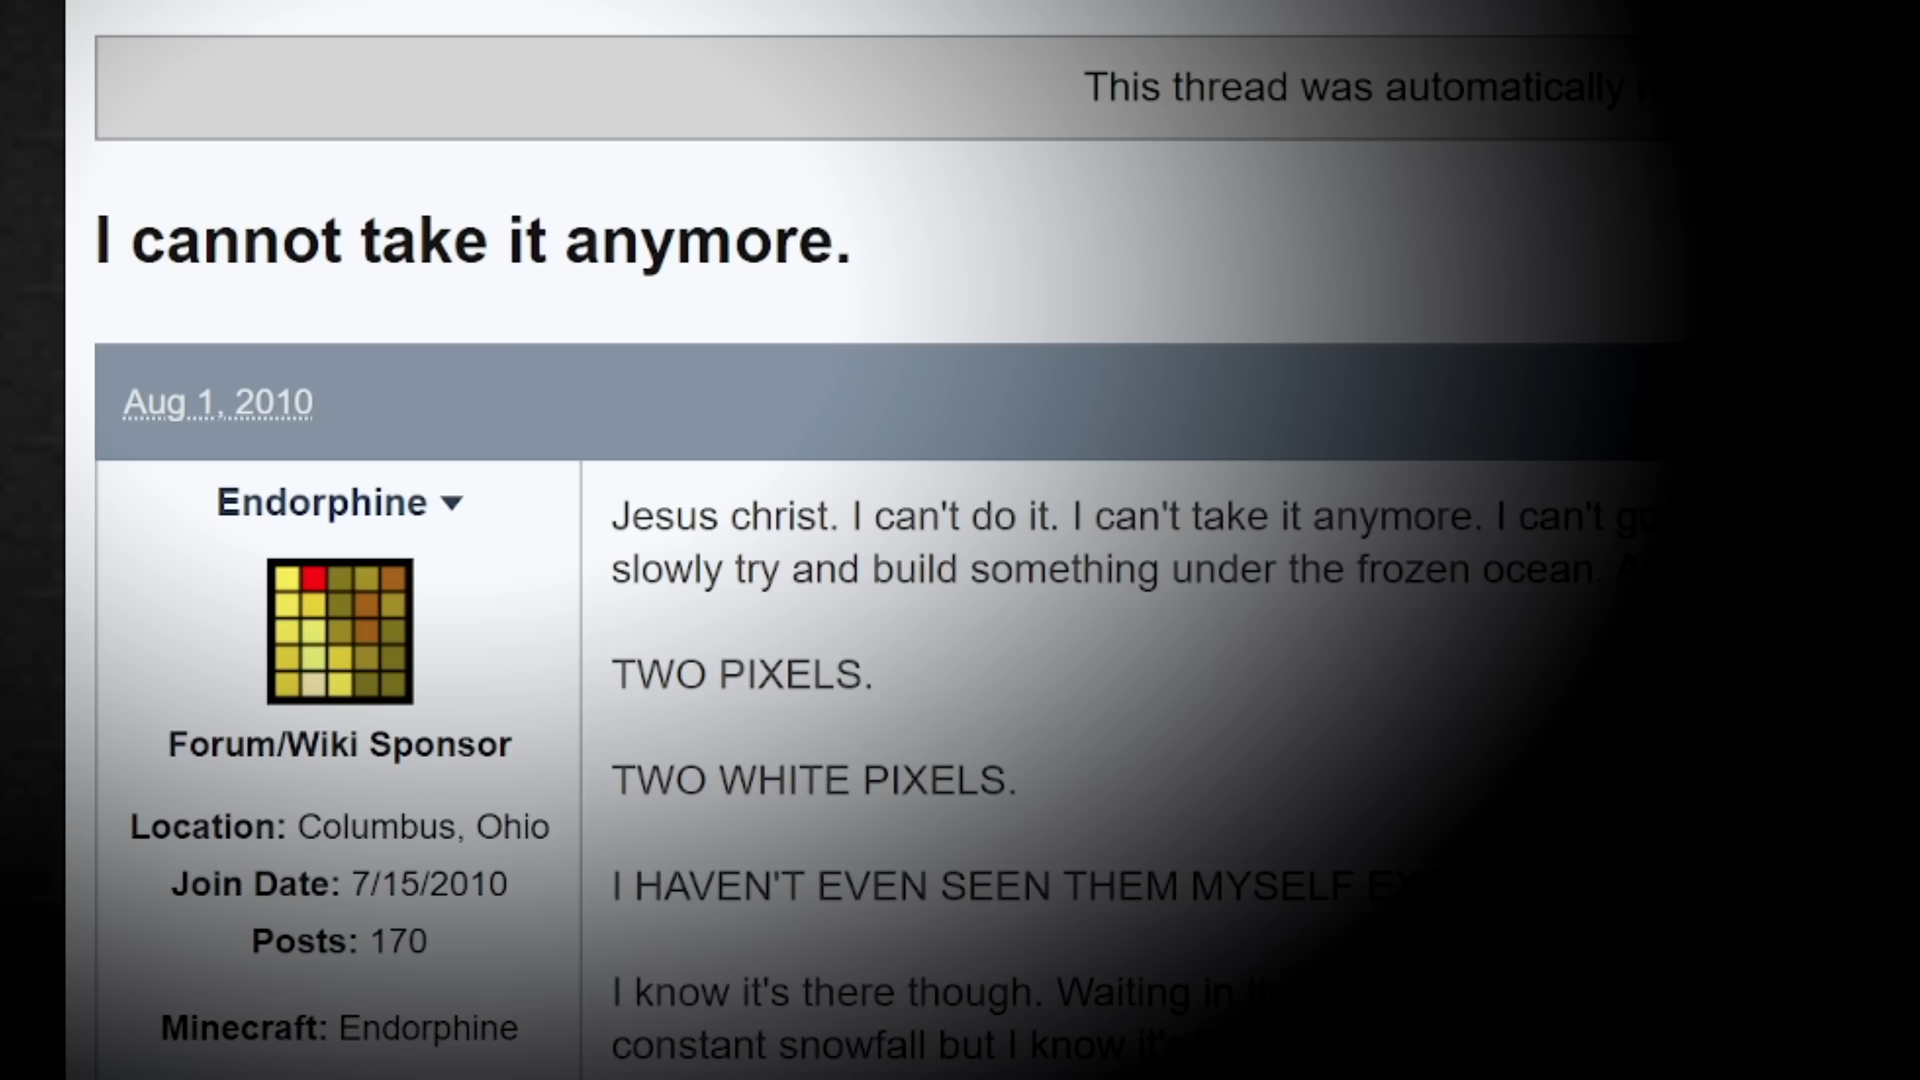 This thread was automatically
I cannot take it anymore.
Aug 1, 2010
Endorphine
Forum/Wiki Sponsor
Location: Columbus, Ohio
Join Date: 7/15/2010
Posts: 170
Minecraft: Endorphine
Jesus christ. I can't do it. I can't take it anymore. I can't go
slowly try and build something under the frozen ocean.
TWO PIXELS.
TWO WHITE PIXELS.
I HAVEN'T EVEN SEEN THEM MYSELF
I know it's there though. Waiting in
constant snowfall but I know it's